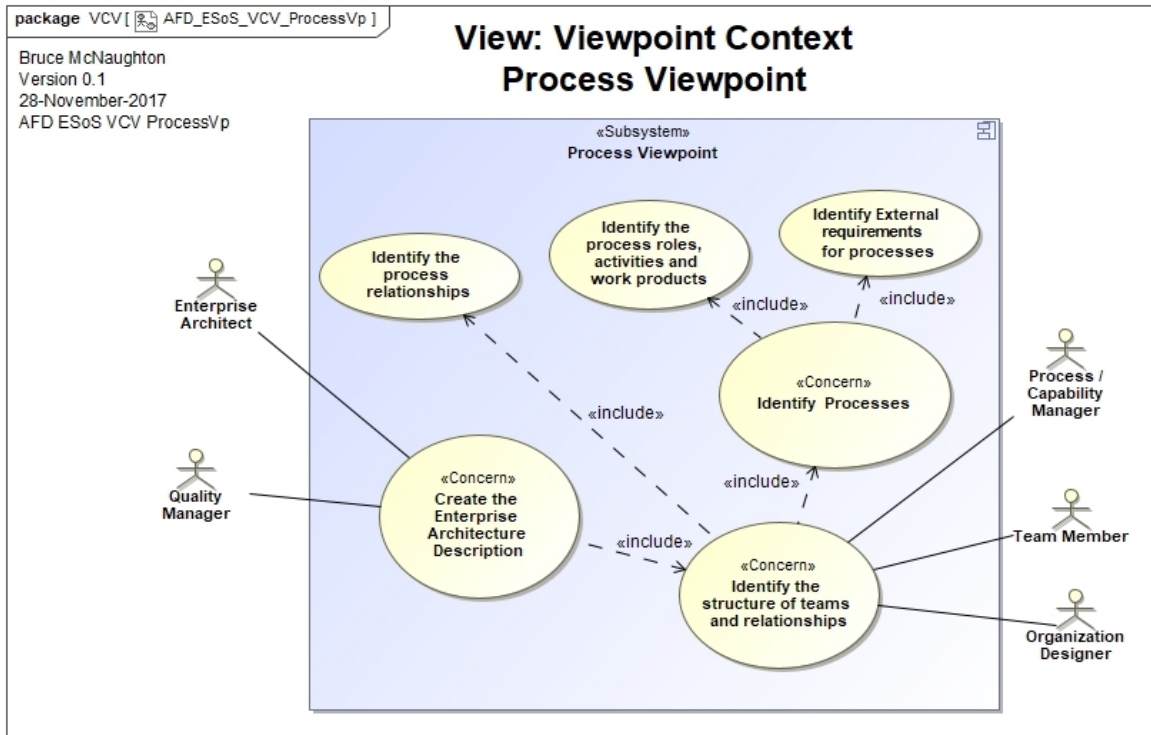 package VCV [ AFD_ESoS_VCV_ProcessVp ]
Bruce McNaughton
Version 0.1
28-November-2017
AFD ESoS VCV ProcessVp
View: Viewpoint Context
Process Viewpoint
«Subsystem»
Process Viewpoint
Identify the
process
relationships
Identify the
process roles,
activities and
work products
Identify External
requirements
for processes
«include»
«include»
Enterprise
Architect
«Concern»
Identify Processes
Process /
Capability
Manager
«include»
Quality
Manager
«Concern»
Create the
Enterprise
Architecture
Description
«include»
«include»
Team Member
«Concern»
Identify the
structure of teams
and relationships
Organization
Designer